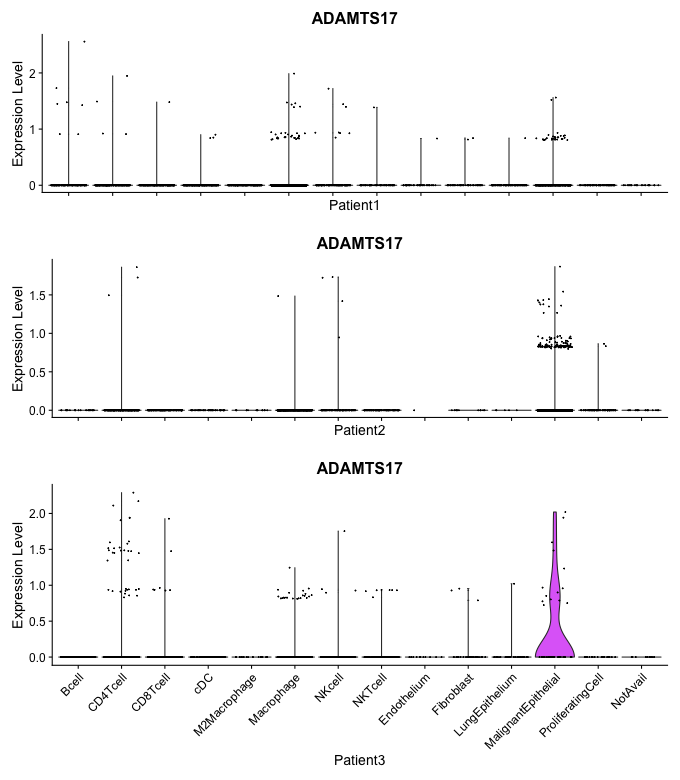 ADAMTS17
Expression Level
2
1
0
Patient1
ADAMTS17
Expression Level
1.5
1.0
0.5
0.0
Patient2
ADAMTS17
Expression Level
2.0
1.5
1.0
0.5
0.0
Bcell
CD4Tcell
CD8Tcell
cDC
M2Macrophage
Macrophage
NKcell
NKTcell
Endothelium
Fibroblast
LungEpithelium
MalignantEpithelial
ProliferatingCell
NotAvail
Patient3